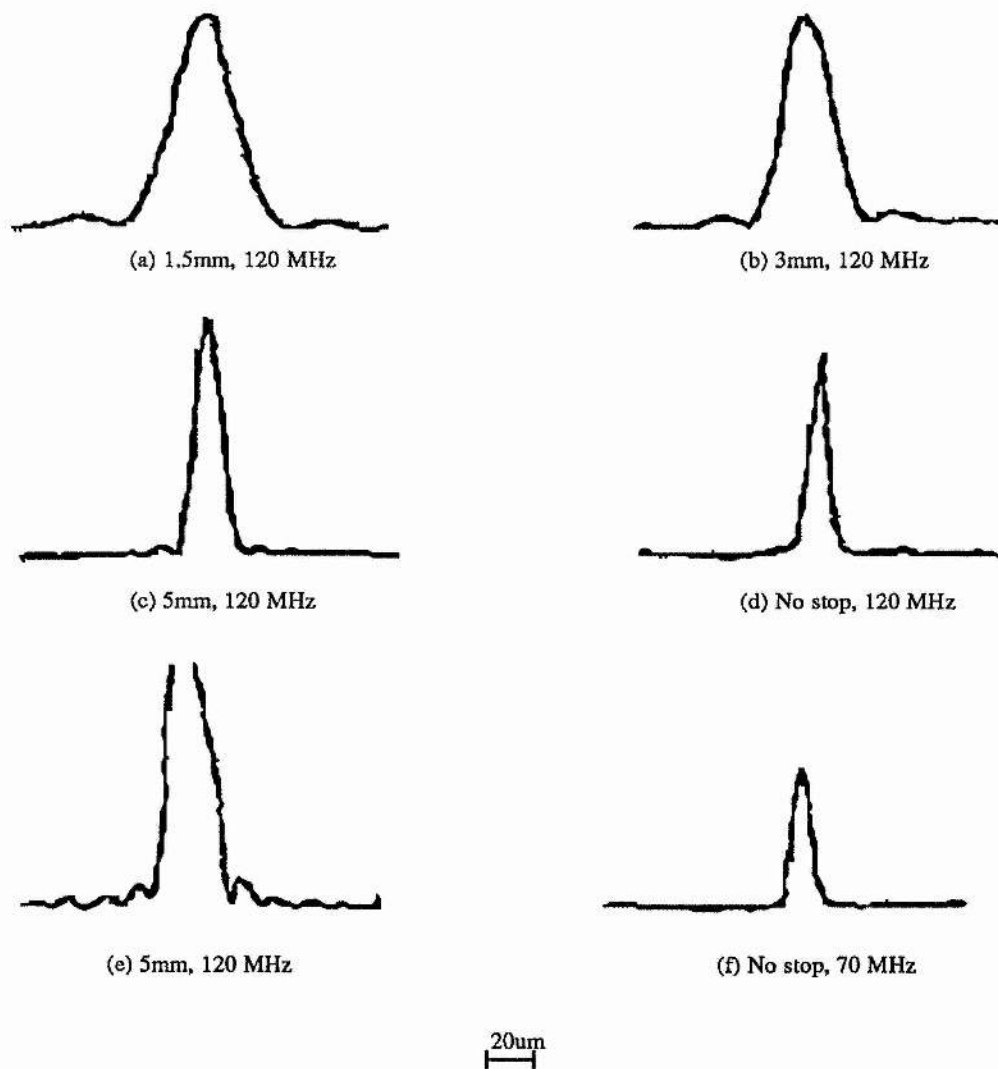 (a) 1.5mm, 120 MHz
(b) 3mm, 120 MHz
(c) 5mm, 120 MHz
(d) No stop, 120 MHz
(e) 5mm, 120 MHz
(f) No stop, 70 MHz
20um